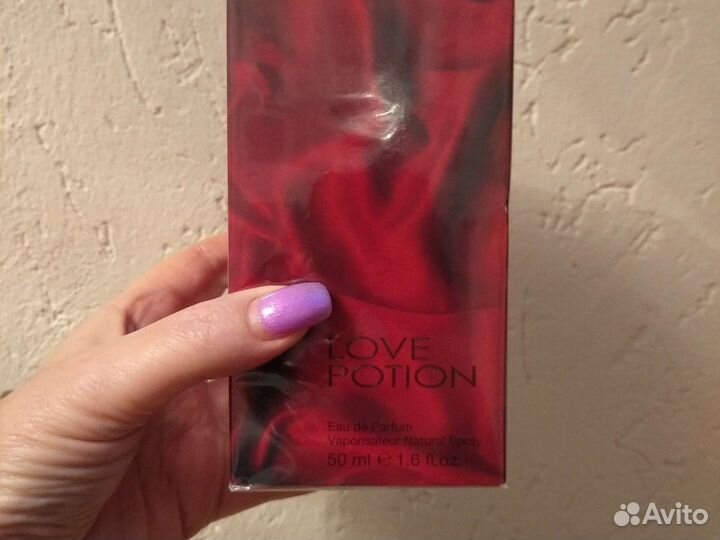 LOVE
POTION
Eau de Parfum
Vaporisateur Natural Spray
50 ml e 1.6 fl.oz.
Avito